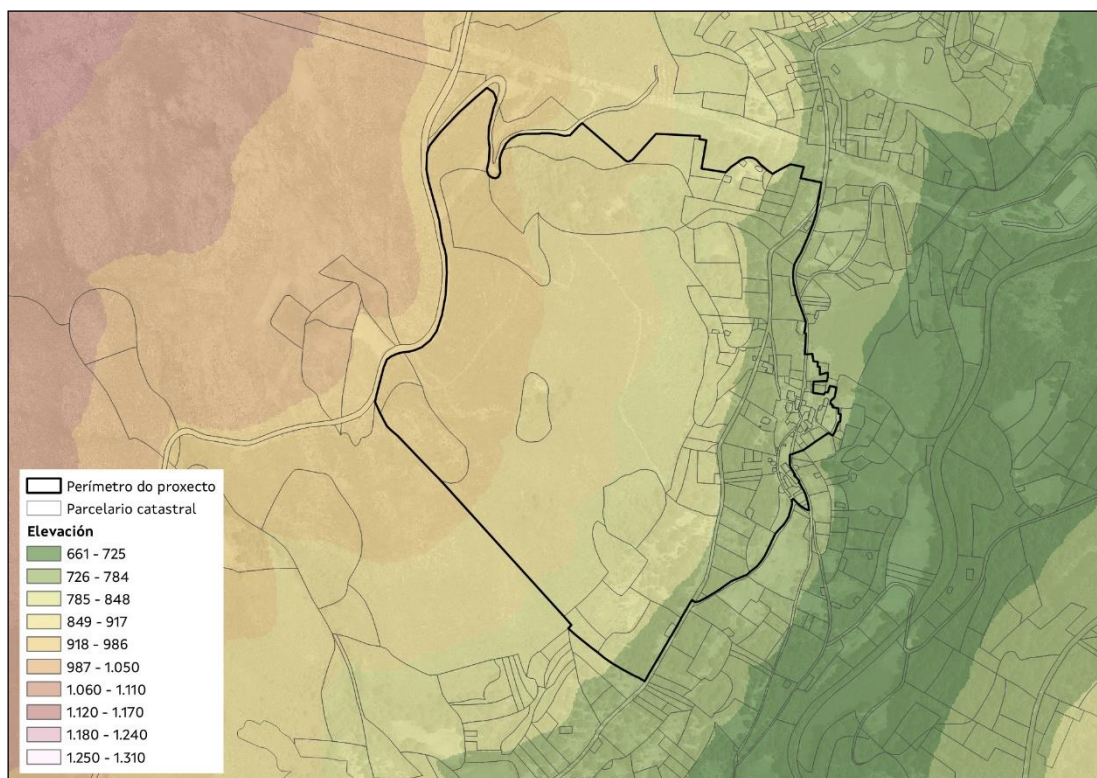 Perímetro do proxecto
Parcelario catastral
Elevación
661 - 725
726 - 784
785 - 848
849 - 917
918 - 986
987 - 1.050
1.060 - 1.110
1.120 - 1.170
1.180 - 1.240
1.250 - 1.310